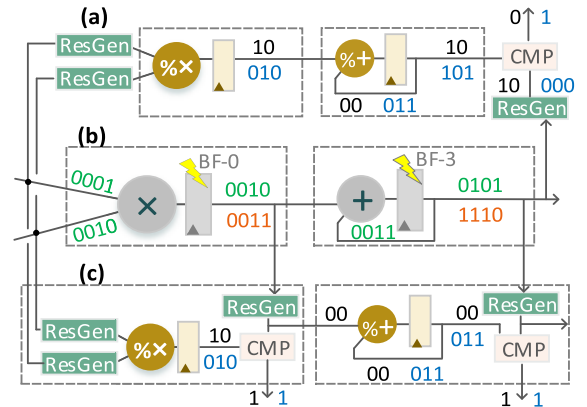 (a)
0 1
ResGen
ResGen
%×
10
010
%+
10
101
00 011
CMP
10 000
ResGen
(b)
BF-0
BF-3
0001
0010
×
0010
0011
+
0011
0101
1110
(c)
ResGen
ResGen
%×
10
010
ResGen
CMP
1 1
00
%+
00
011
00 011
ResGen
CMP
1 1